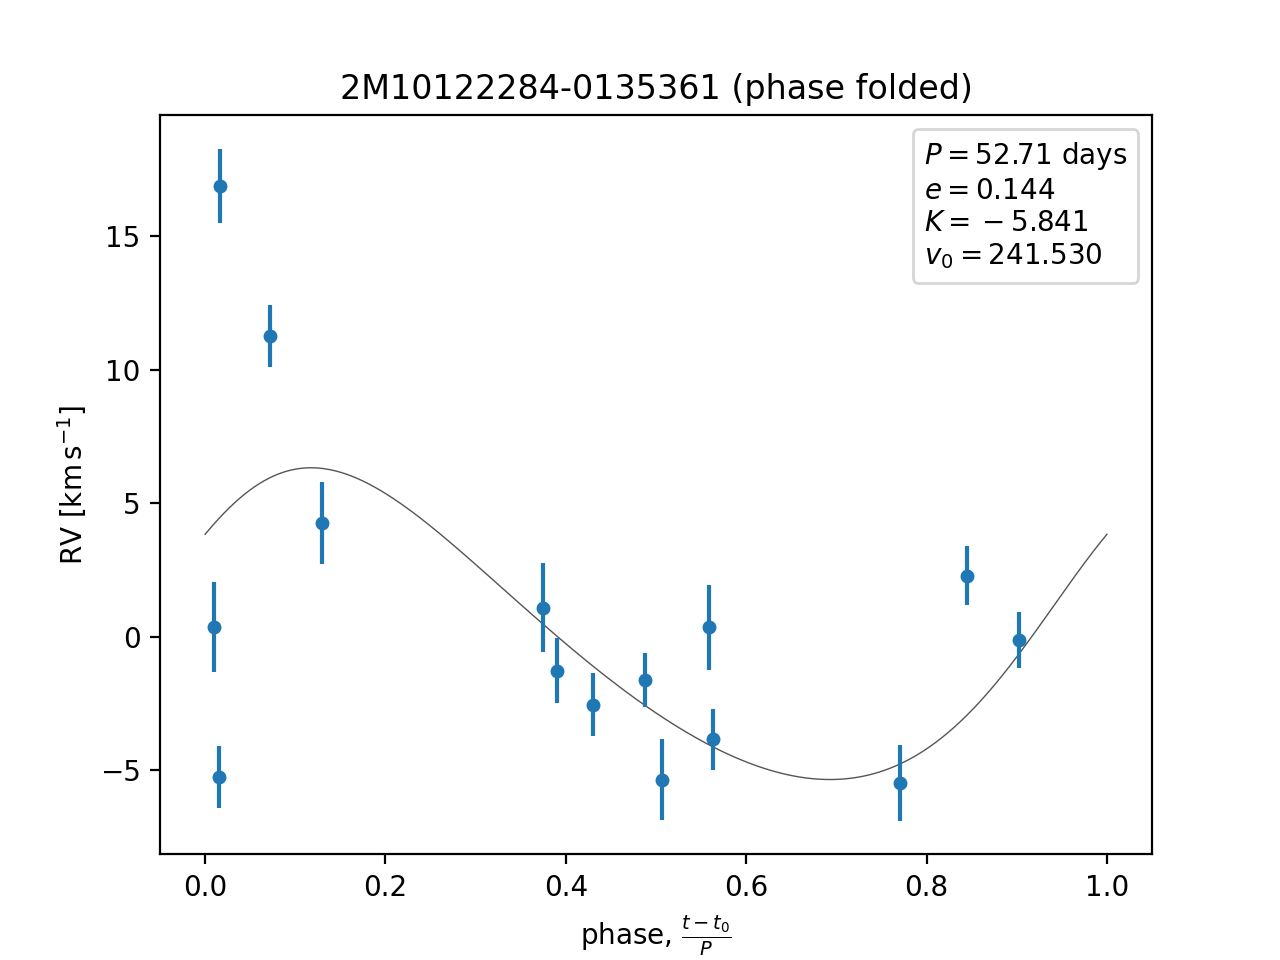 2M10122284-0135361 (phase folded)
P = 52.71 days
e = 0.144
K = −5.841
v₀ = 241.530
RV [km s⁻¹]
15
10
5
0
−5
0.0 0.2 0.4 0.6 0.8 1.0
phase, (t − t₀)/P